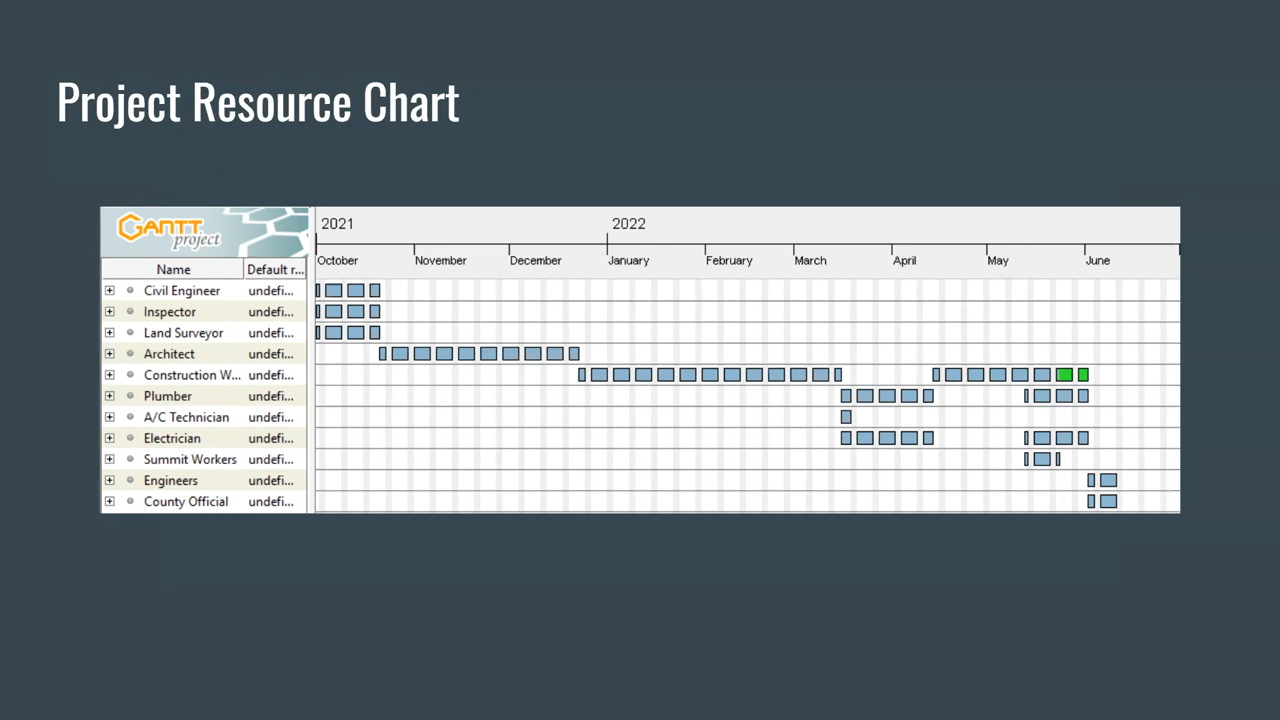 Project Resource Chart
GANTT project
2021 2022
October November December January February March April May June
Name Default r...
Civil Engineer undefi...
Inspector undefi...
Land Surveyor undefi...
Architect undefi...
Construction W... undefi...
Plumber undefi...
A/C Technician undefi...
Electrician undefi...
Summit Workers undefi...
Engineers undefi...
County Official undefi...